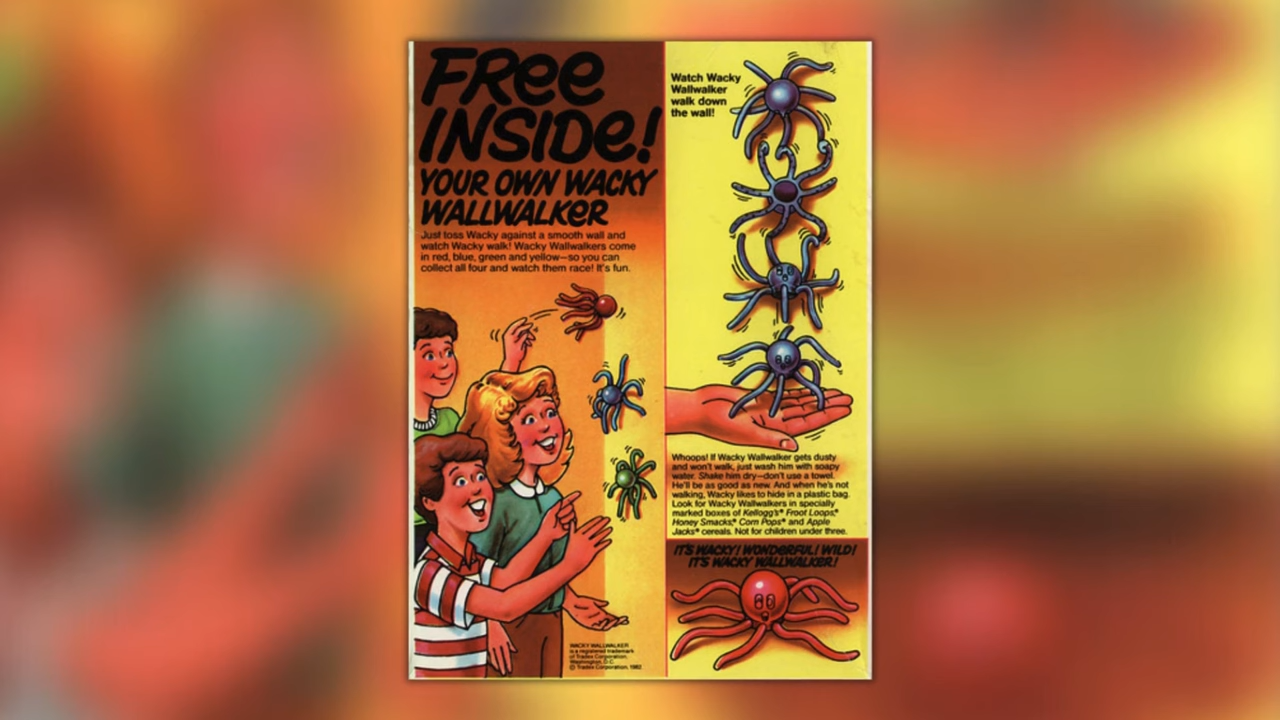 FRee
INSIDe!
YOUR OWN WACKY
WALLWALKeR
Just toss Wacky against a smooth wall and
watch Wacky walk! Wacky Wallwalkers come
in red, blue, green and yellow—so you can
collect all four and watch them race! It's fun.
WACKY WALLWALKER
is a registered trademark
of Tradex Corporation,
Washington, D.C.
© Tradex Corporation, 1982
Watch Wacky
Wallwalker
walk down
the wall!
Whoops! If Wacky Wallwalker gets dusty
and won't walk, just wash him with soapy
water. Shake him dry—don't use a towel.
He'll be as good as new. And when he's not
walking, Wacky likes to hide in a plastic bag.
Look for Wacky Wallwalkers in specially
marked boxes of Kellogg's® Froot Loops,®
Honey Smacks,® Corn Pops® and Apple
Jacks® cereals. Not for children under three.
IT'S WACKY! WONDERFUL! WILD!
IT'S WACKY WALLWALKER!